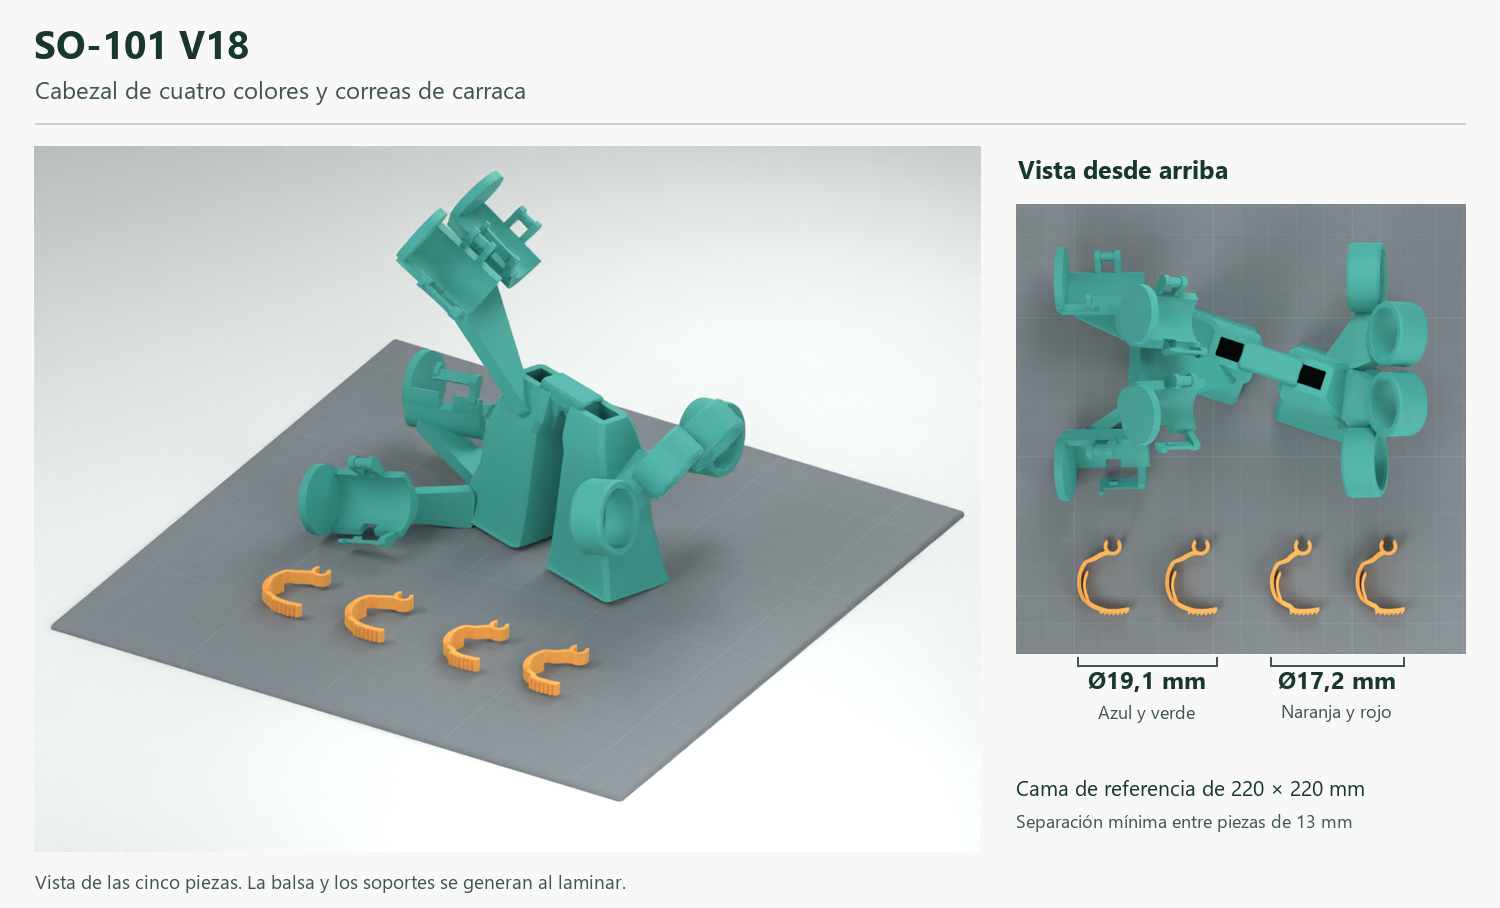 SO-101 V18
Cabezal de cuatro colores y correas de carraca
Vista desde arriba
Ø19,1 mm
Azul y verde
Ø17,2 mm
Naranja y rojo
Cama de referencia de 220 × 220 mm
Separación mínima entre piezas de 13 mm
Vista de las cinco piezas. La balsa y los soportes se generan al laminar.